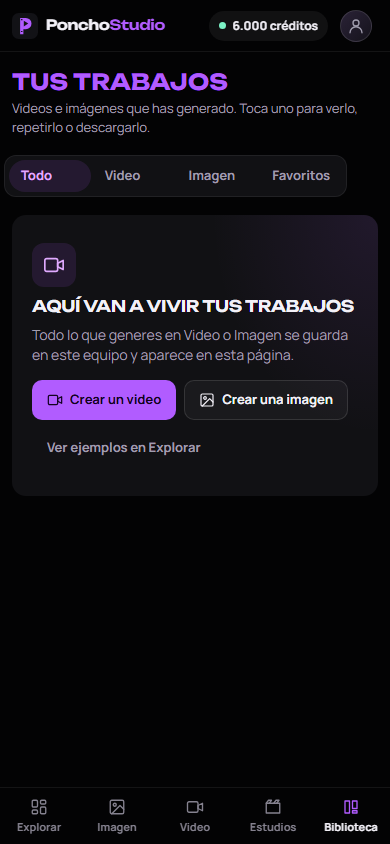 PonchoStudio
6.000 créditos
TUS TRABAJOS
Videos e imágenes que has generado. Toca uno para verlo,
repetirlo o descargarlo.
Todo
Video
Imagen
Favoritos
AQUÍ VAN A VIVIR TUS TRABAJOS
Todo lo que generes en Video o Imagen se guarda
en este equipo y aparece en esta página.
Crear un video
Crear una imagen
Ver ejemplos en Explorar
Explorar
Imagen
Video
Estudios
Biblioteca